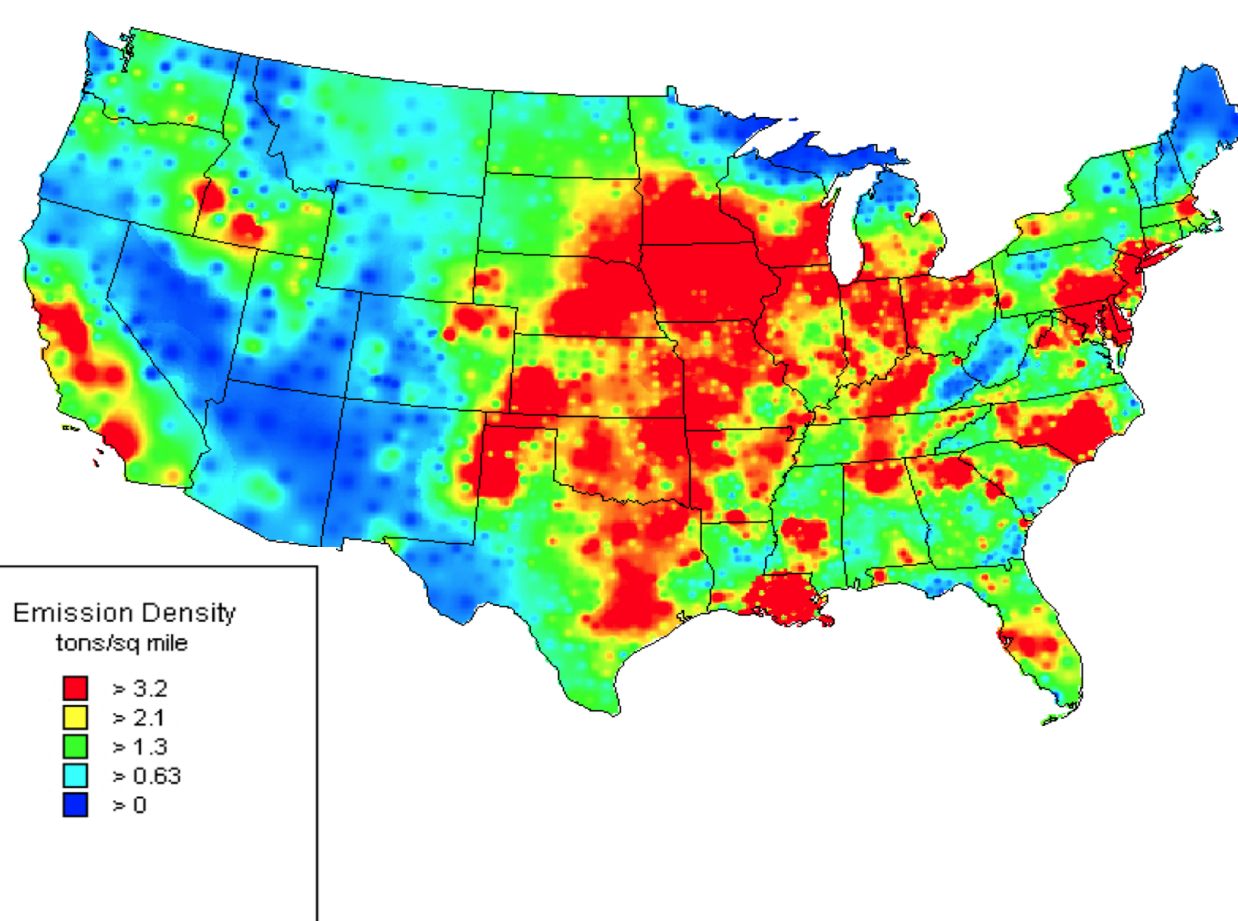 Emission Density
tons/sq mile
> 3.2
> 2.1
> 1.3
> 0.63
> 0